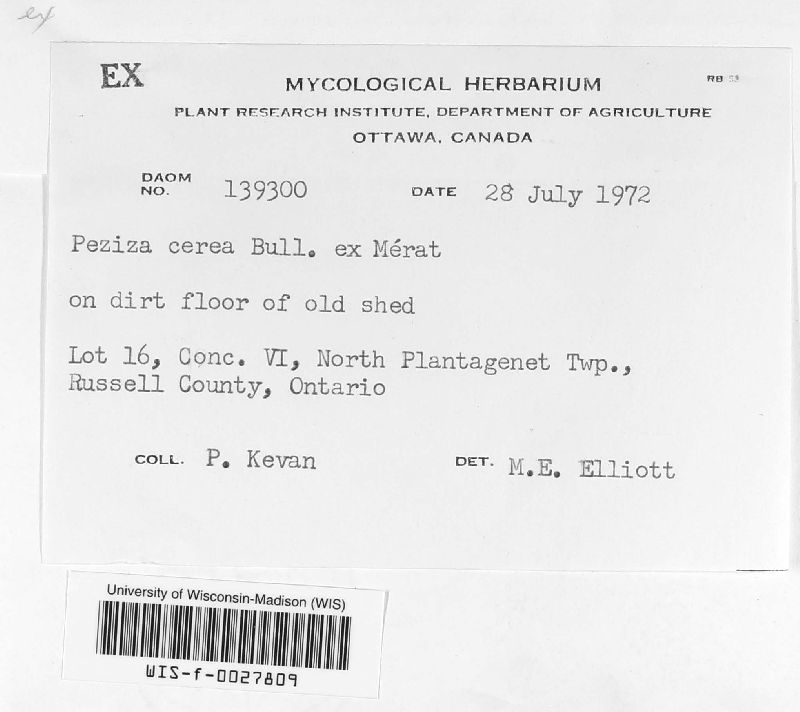 ex
EX
RB 53
MYCOLOGICAL HERBARIUM
PLANT RESEARCH INSTITUTE, DEPARTMENT OF AGRICULTURE
OTTAWA, CANADA
DAOM NO. 139300 DATE 28 July 1972
Peziza cerea Bull. ex Mérat
on dirt floor of old shed
Lot 16, Conc. VI, North Plantagenet Twp.,
Russell County, Ontario
COLL. P. Kevan DET. M.E. Elliott
University of Wisconsin-Madison (WIS)
WIS-f-0027809